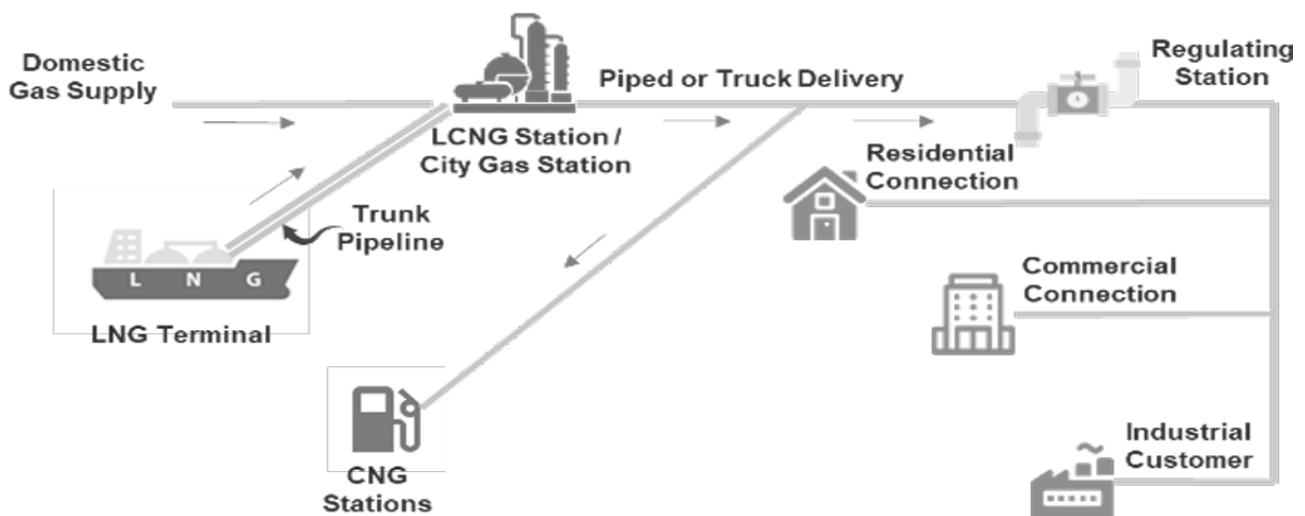 Domestic
Gas Supply
Piped or Truck Delivery
Regulating
Station
LCNG Station /
City Gas Station
Residential
Connection
Trunk
Pipeline
L N G
LNG Terminal
Commercial
Connection
CNG
Stations
Industrial
Customer